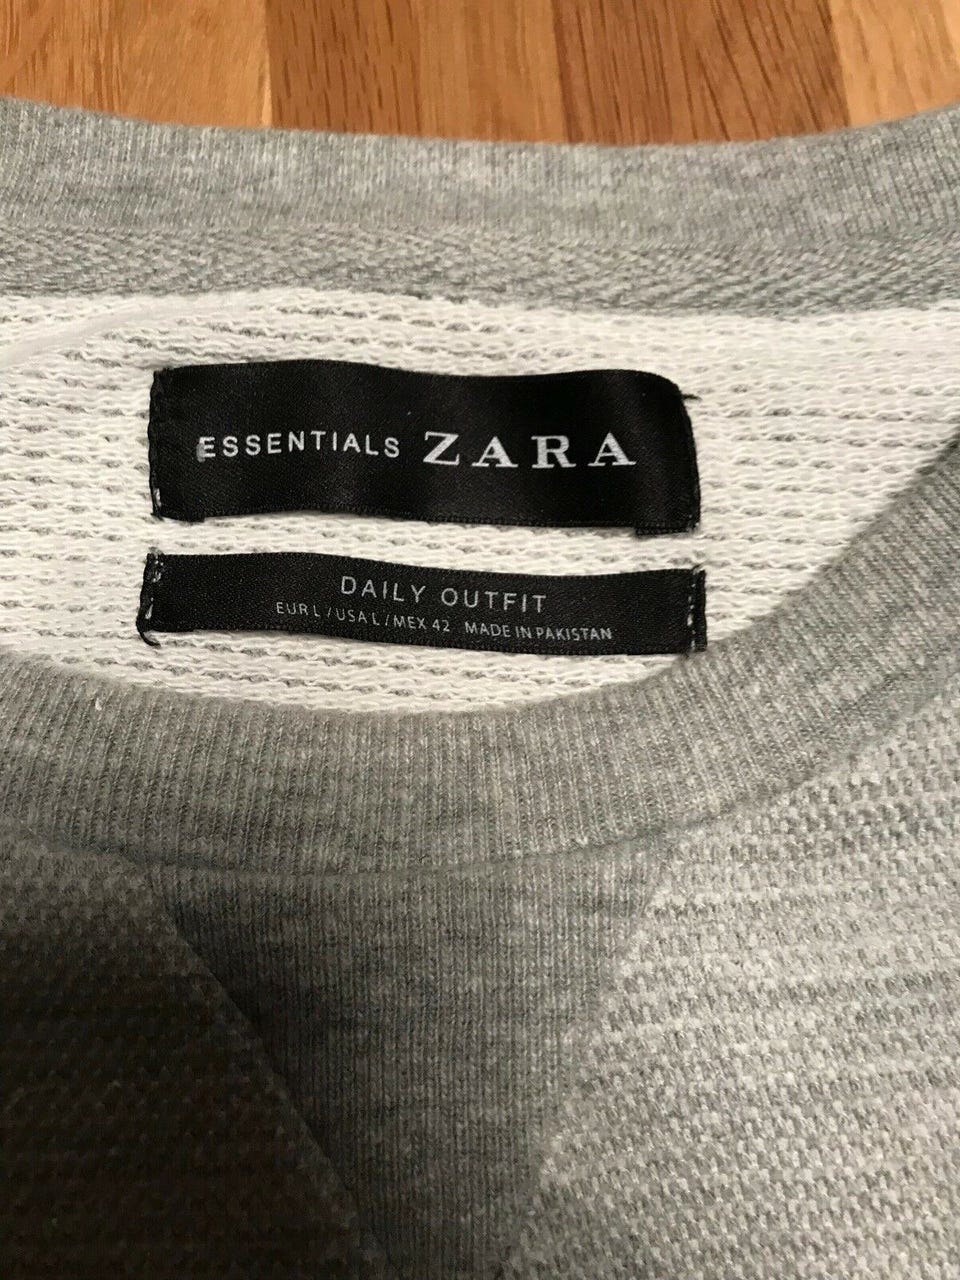 ESSENTIALS ZARA
DAILY OUTFIT
EUR L / USA L / MEX 42 MADE IN PAKISTAN